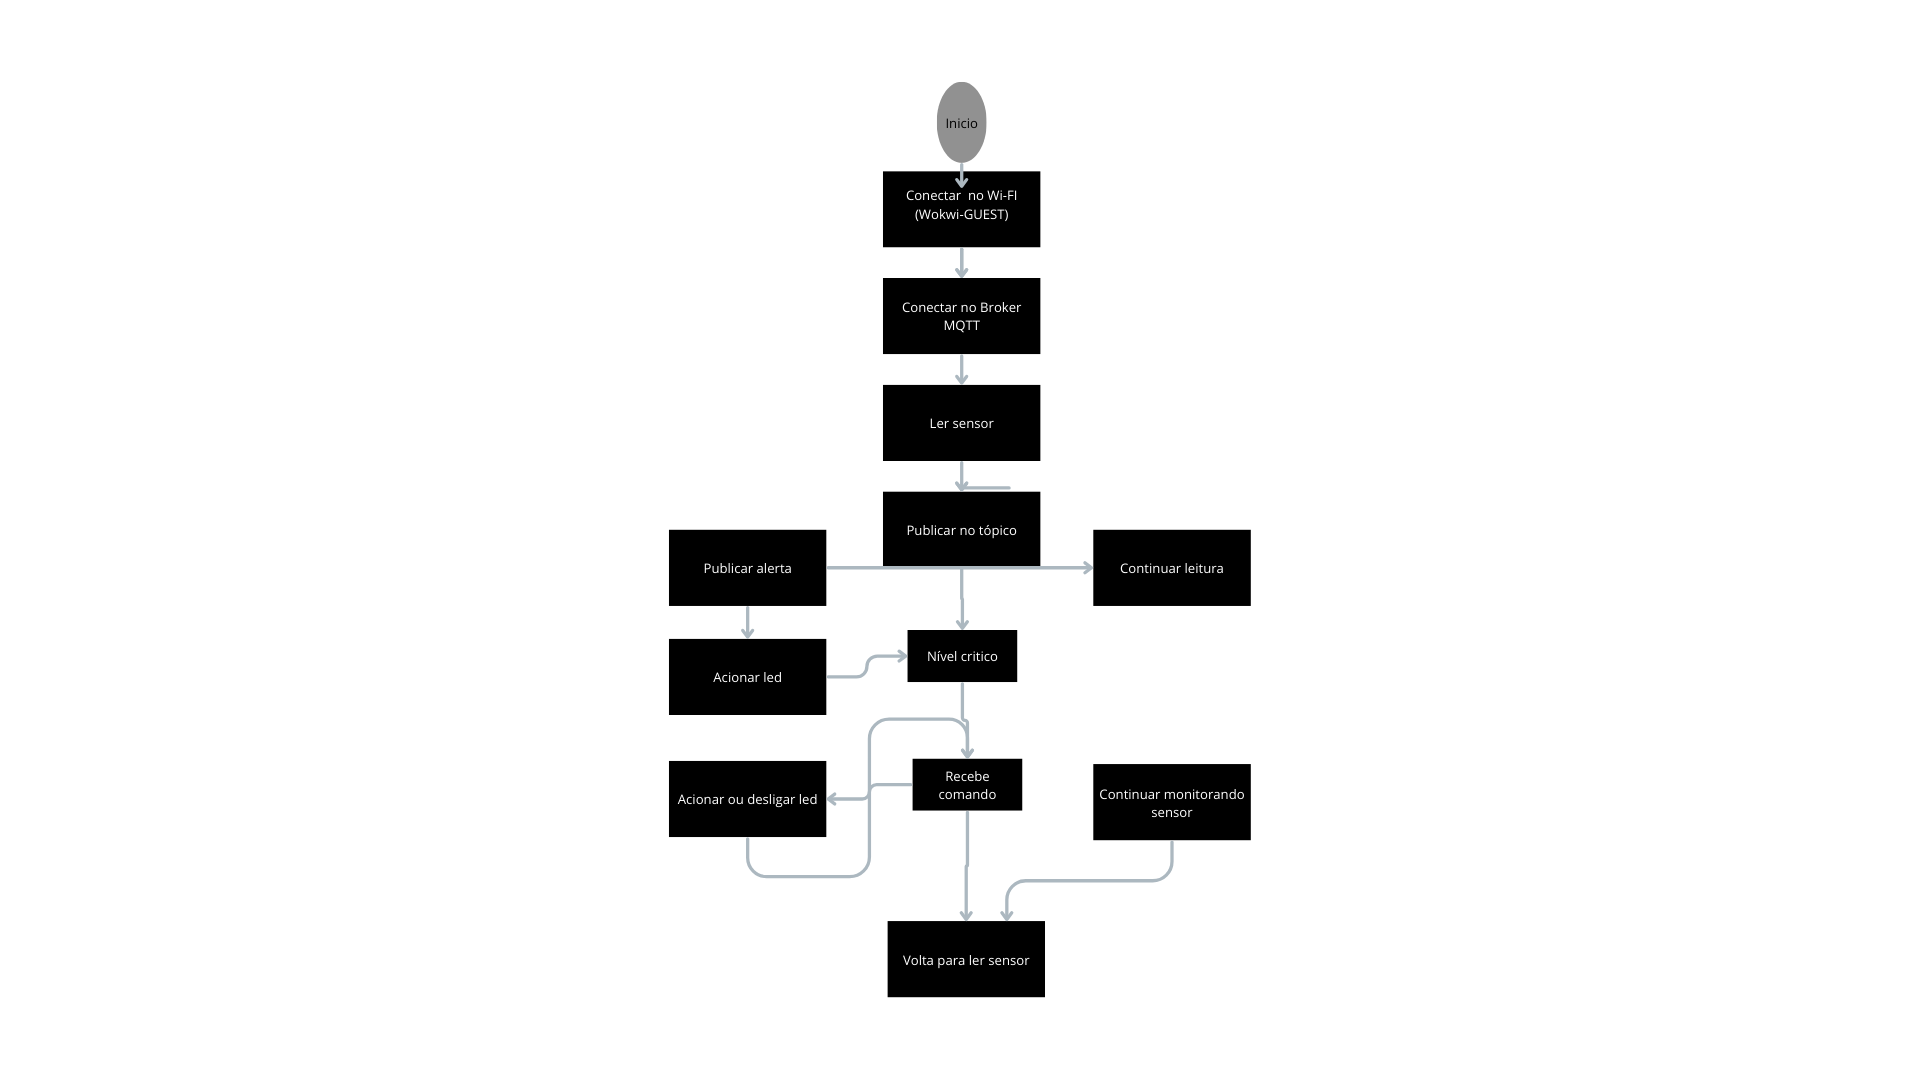 Inicio
Conectar  no Wi-FI
(Wokwi-GUEST)
Conectar no Broker
MQTT
Ler sensor
Publicar no tópico
Publicar alerta
Continuar leitura
Nível critico
Acionar led
Recebe
comando
Acionar ou desligar led
Continuar monitorando
sensor
Volta para ler sensor